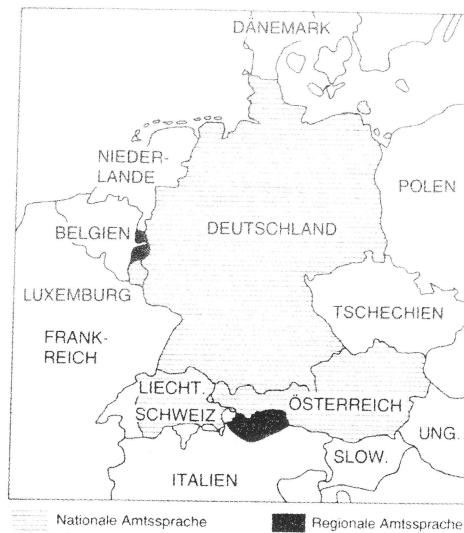 DÄNEMARK
NIEDER-
LANDE
POLEN
BELGIEN
DEUTSCHLAND
LUXEMBURG
TSCHECHIEN
FRANK-
REICH
LIECHT.
SCHWEIZ
ÖSTERREICH
UNG.
SLOW.
ITALIEN
Nationale Amtssprache
Regionale Amtssprache